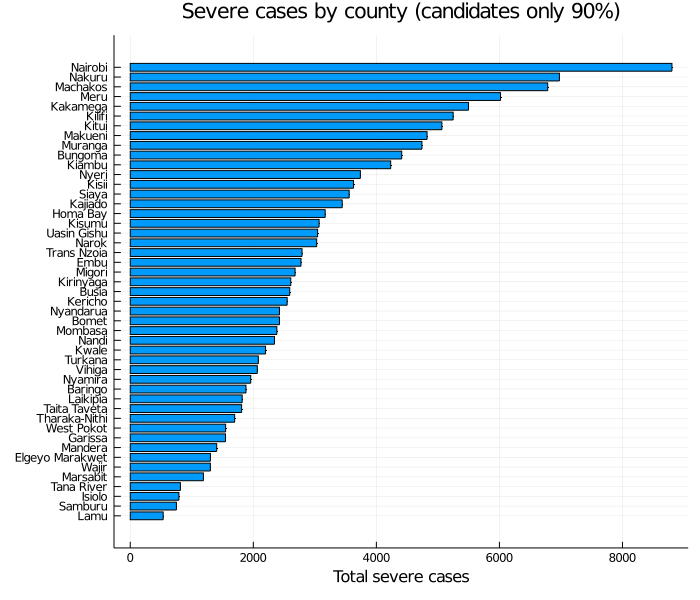 Severe cases by county (candidates only 90%)
Nairobi
Nakuru
Machakos
Meru
Kakamega
Kilifi
Kitui
Makueni
Muranga
Bungoma
Kiambu
Nyeri
Kisii
Siaya
Kajiado
Homa Bay
Kisumu
Uasin Gishu
Narok
Trans Nzoia
Embu
Migori
Kirinyaga
Busia
Kericho
Nyandarua
Bomet
Mombasa
Nandi
Kwale
Turkana
Vihiga
Nyamira
Baringo
Laikipia
Taita Taveta
Tharaka-Nithi
West Pokot
Garissa
Mandera
Elgeyo Marakwet
Wajir
Marsabit
Tana River
Isiolo
Samburu
Lamu
0 2000 4000 6000 8000
Total severe cases